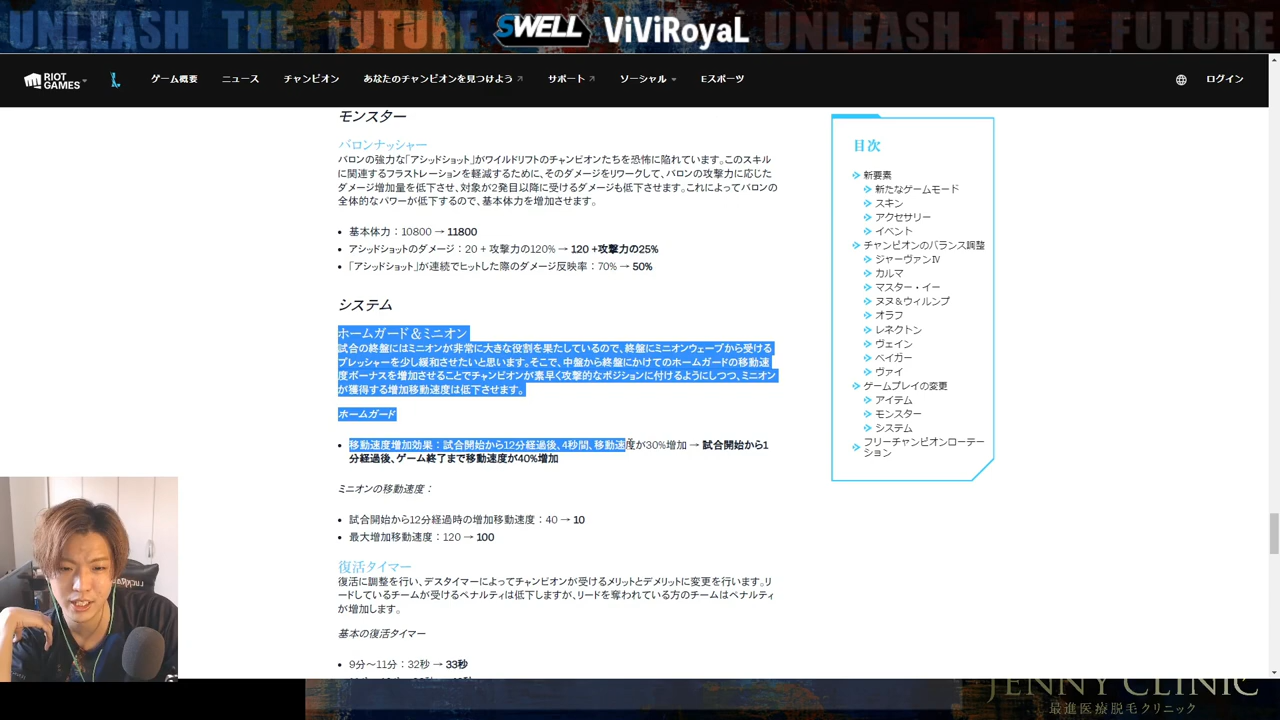 UNLEASH THE FUTURE SWELL ViViRoyaL UNLEASH THE FUTURE
RIOT GAMES ゲーム概要 ニュース チャンピオン あなたのチャンピオンを見つけよう サポート ソーシャル Eスポーツ ログイン
モンスター
バロンナッシャー
バロンの強力な「アシッドショット」がワイルドリフトのチャンピオンたちを恐怖に陥れています。このスキル
に関連するフラストレーションを軽減するために、そのダメージをリワークして、バロンの攻撃力に応じた
ダメージ増加量を低下させ、対象が2発目以降に受けるダメージも低下させます。これによってバロンの
全体的なパワーが低下するので、基本体力を増加させます。
• 基本体力：10800 → 11800
• アシッドショットのダメージ：20 + 攻撃力の120% → 120 +攻撃力の25%
• 「アシッドショット」が連続でヒットした際のダメージ反映率：70% → 50%
システム
ホームガード＆ミニオン
試合の終盤にはミニオンが非常に大きな役割を果たしているので、終盤にミニオンウェーブから受ける
プレッシャーを少し緩和させたいと思います。そこで、中盤から終盤にかけてのホームガードの移動速
度ボーナスを増加させることでチャンピオンが素早く攻撃的なポジションに付けるようにしつつ、ミニオン
が獲得する増加移動速度は低下させます。
ホームガード
• 移動速度増加効果：試合開始から12分経過後、4秒間、移動速度が30%増加 → 試合開始から1
分経過後、ゲーム終了まで移動速度が40%増加
ミニオンの移動速度：
• 試合開始から12分経過時の増加移動速度：40 → 10
• 最大増加移動速度：120 → 100
復活タイマー
復活に調整を行い、デスタイマーによってチャンピオンが受けるメリットとデメリットに変更を行います。リ
ードしているチームが受けるペナルティは低下しますが、リードを奪われている方のチームはペナルティ
が増加します。
基本の復活タイマー
• 9分～11分：32秒 → 33秒
目次
新要素
新たなゲームモード
スキン
アクセサリー
イベント
チャンピオンのバランス調整
ジャーヴァンⅣ
カルマ
マスター・イー
ヌヌ＆ウィルンプ
オラフ
レネクトン
ヴェイン
ベイガー
ヴァイ
ゲームプレイの変更
アイテム
モンスター
システム
フリーチャンピオンローテー
ション
JENNY CLINIC
最進医療脱毛クリニック